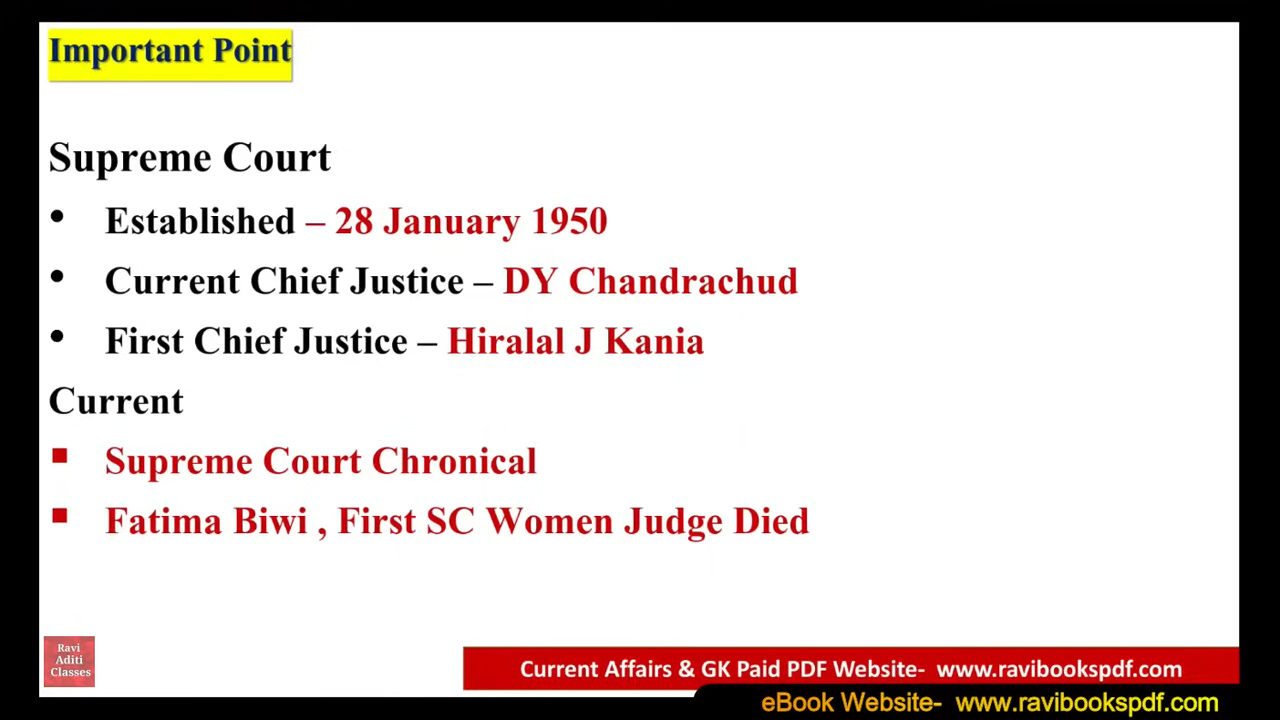 Important Point
Supreme Court
• Established – 28 January 1950
• Current Chief Justice – DY Chandrachud
• First Chief Justice – Hiralal J Kania
Current
▪ Supreme Court Chronical
▪ Fatima Biwi , First SC Women Judge Died
Ravi
Aditi
Classes
Current Affairs & GK Paid PDF Website- www.ravibookspdf.com
eBook Website- www.ravibookspdf.com